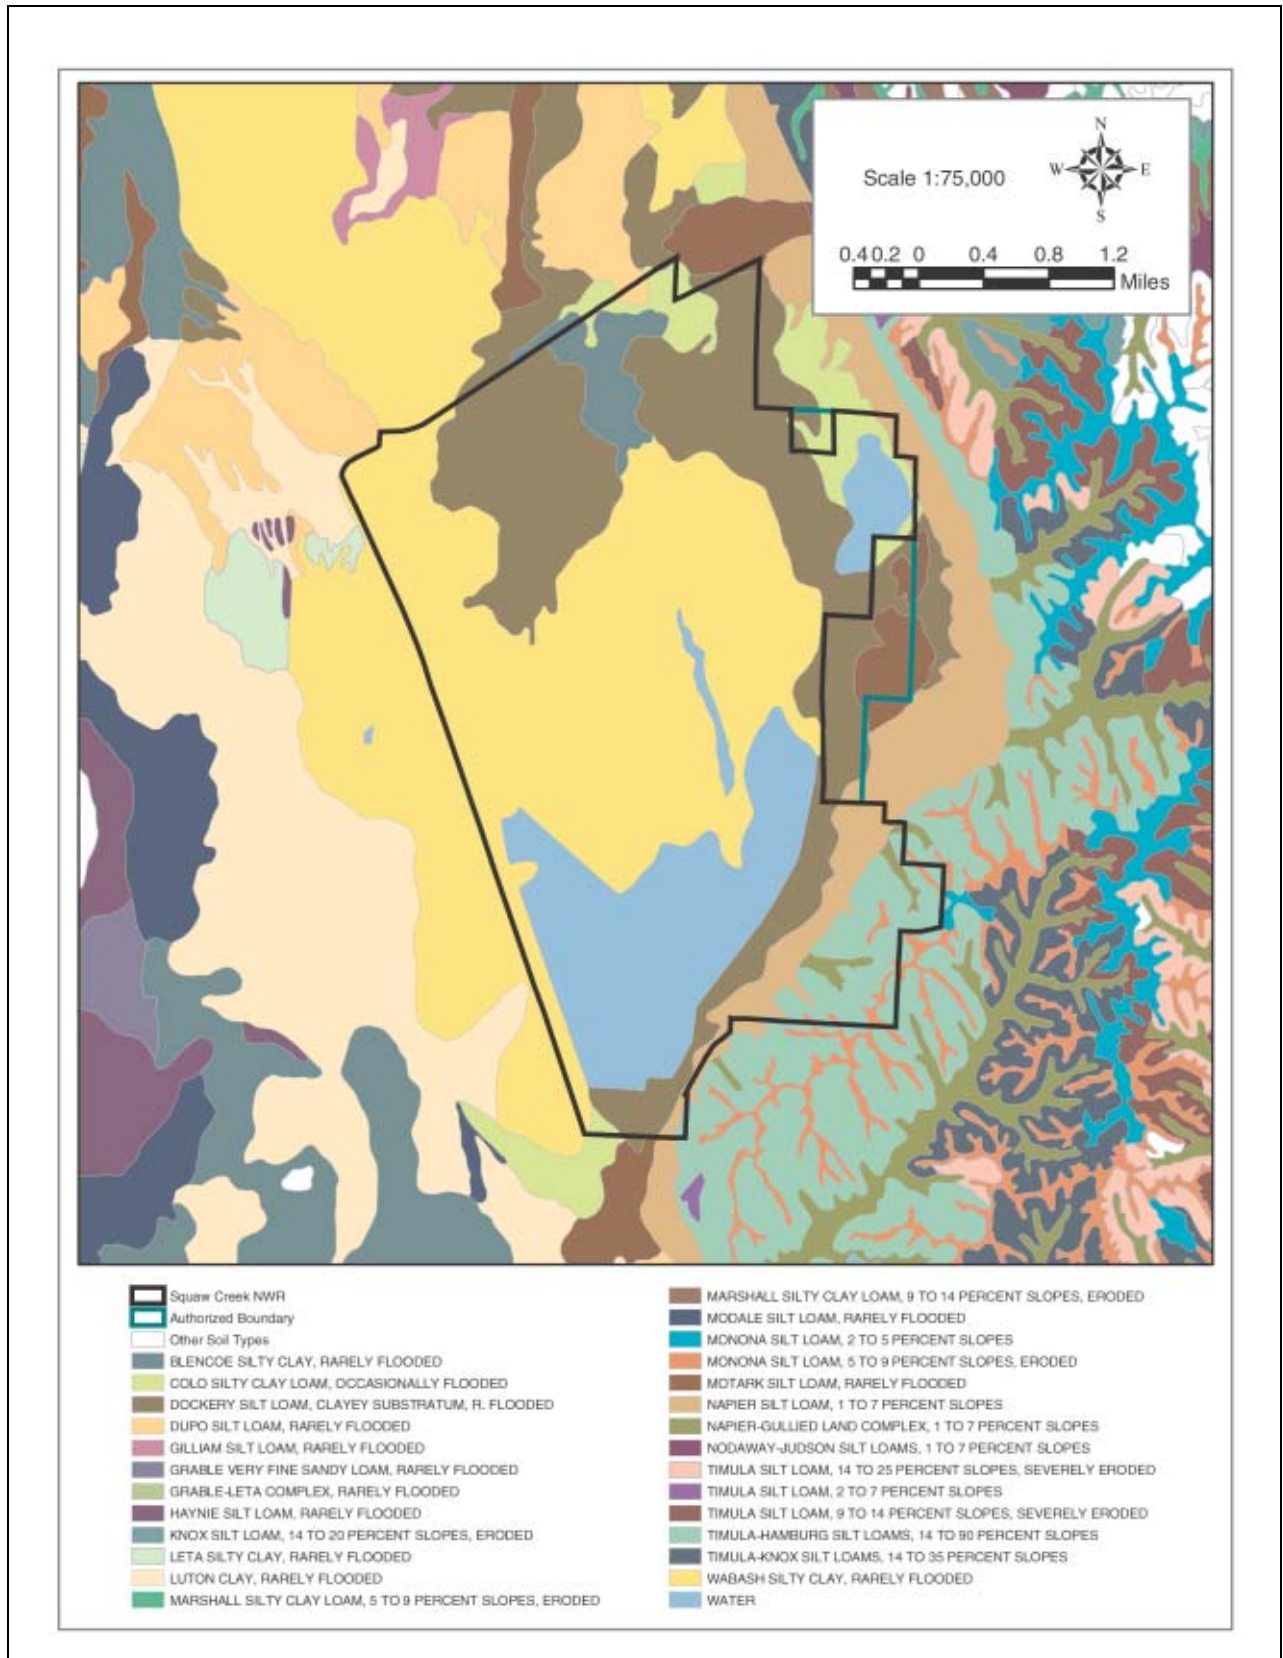 N
W E
S
Scale 1:75,000
0.4 0.2 0 0.4 0.8 1.2
Miles
Squaw Creek NWR
Authorized Boundary
Other Soil Types
BLENCOE SILTY CLAY, RARELY FLOODED
COLO SILTY CLAY LOAM, OCCASIONALLY FLOODED
DOCKERY SILT LOAM, CLAYEY SUBSTRATUM, R. FLOODED
DUPO SILT LOAM, RARELY FLOODED
GILLIAM SILT LOAM, RARELY FLOODED
GRABLE VERY FINE SANDY LOAM, RARELY FLOODED
GRABLE-LETA COMPLEX, RARELY FLOODED
HAYNIE SILT LOAM, RARELY FLOODED
KNOX SILT LOAM, 14 TO 20 PERCENT SLOPES, ERODED
LETA SILTY CLAY, RARELY FLOODED
LUTON CLAY, RARELY FLOODED
MARSHALL SILTY CLAY LOAM, 5 TO 9 PERCENT SLOPES, ERODED
MARSHALL SILTY CLAY LOAM, 9 TO 14 PERCENT SLOPES, ERODED
MODALE SILT LOAM, RARELY FLOODED
MONONA SILT LOAM, 2 TO 5 PERCENT SLOPES
MONONA SILT LOAM, 5 TO 9 PERCENT SLOPES, ERODED
MOTARK SILT LOAM, RARELY FLOODED
NAPIER SILT LOAM, 1 TO 7 PERCENT SLOPES
NAPIER-GULLIED LAND COMPLEX, 1 TO 7 PERCENT SLOPES
NODAWAY-JUDSON SILT LOAMS, 1 TO 7 PERCENT SLOPES
TIMULA SILT LOAM, 14 TO 25 PERCENT SLOPES, SEVERELY ERODED
TIMULA SILT LOAM, 2 TO 7 PERCENT SLOPES
TIMULA SILT LOAM, 9 TO 14 PERCENT SLOPES, SEVERELY ERODED
TIMULA-HAMBURG SILT LOAMS, 14 TO 90 PERCENT SLOPES
TIMULA-KNOX SILT LOAMS, 14 TO 35 PERCENT SLOPES
WABASH SILTY CLAY, RARELY FLOODED
WATER